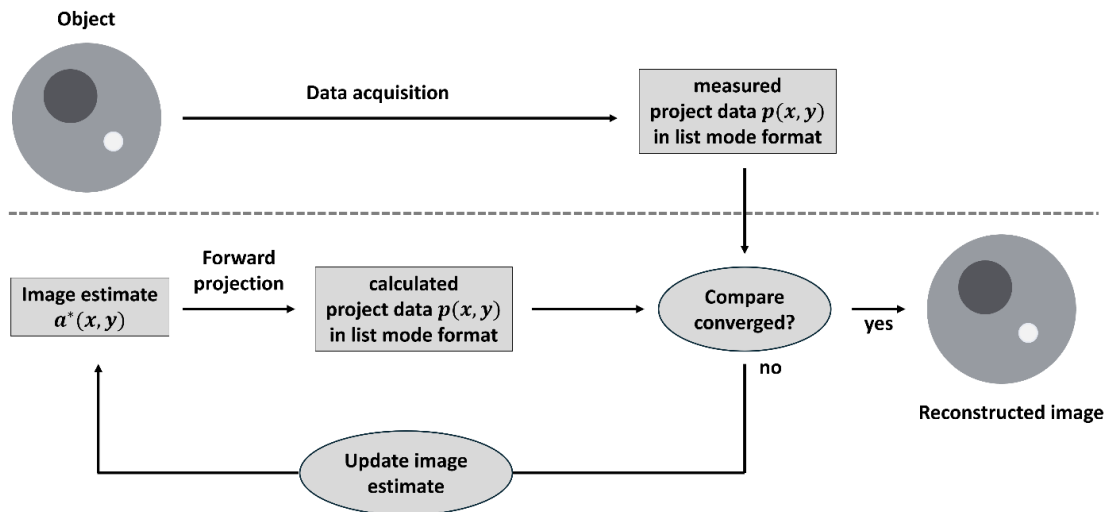 Object
Data acquisition
measured
project data p(x, y)
in list mode format
Forward
projection
Image estimate
a*(x, y)
calculated
project data p(x, y)
in list mode format
Compare
converged?
yes
no
Reconstructed image
Update image
estimate